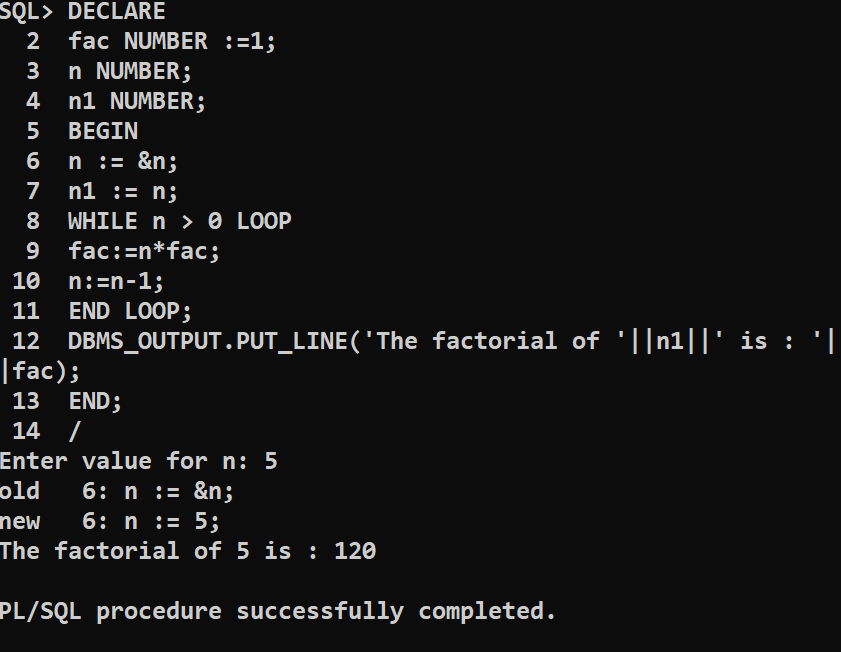 SQL> DECLARE
  2  fac NUMBER :=1;
  3  n NUMBER;
  4  n1 NUMBER;
  5  BEGIN
  6  n := &n;
  7  n1 := n;
  8  WHILE n > 0 LOOP
  9  fac:=n*fac;
 10  n:=n-1;
 11  END LOOP;
 12  DBMS_OUTPUT.PUT_LINE('The factorial of '||n1||' is : '|
|fac);
 13  END;
 14  /
Enter value for n: 5
old   6: n := &n;
new   6: n := 5;
The factorial of 5 is : 120

PL/SQL procedure successfully completed.